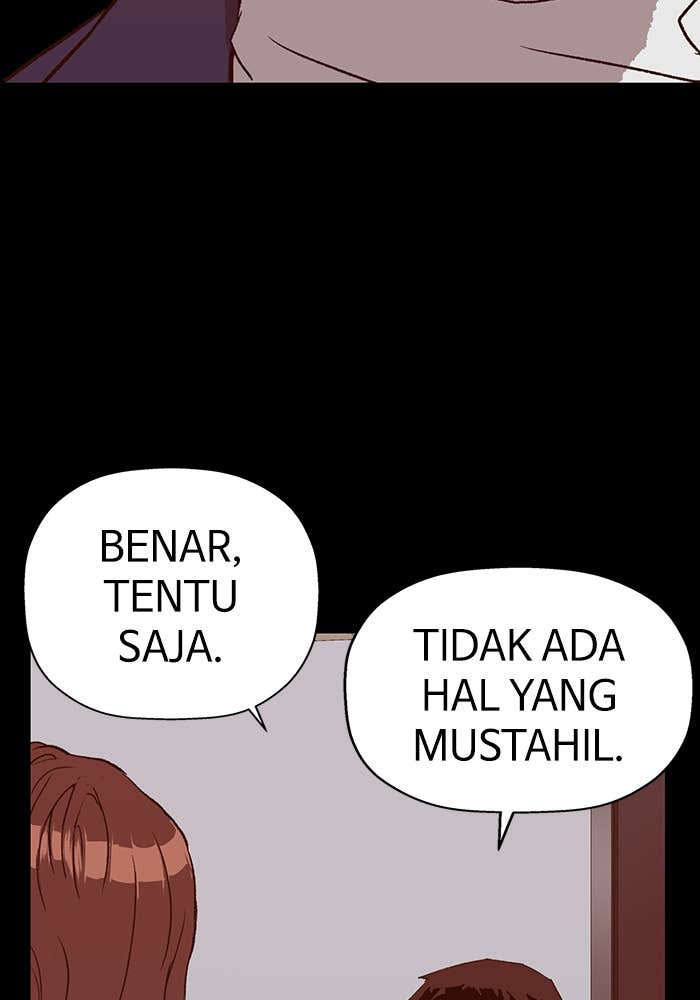 BENAR,
TENTU
SAJA.
TIDAK ADA
HAL YANG
MUSTAHIL.